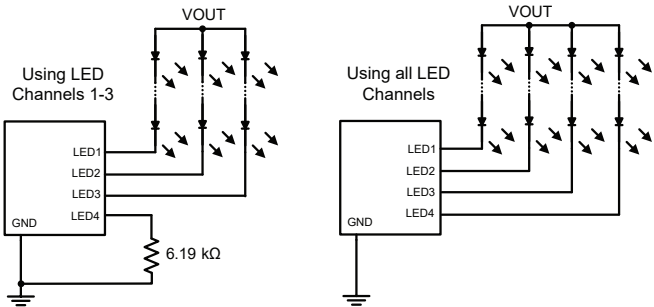 VOUT
Using LED
Channels 1-3
LED1
LED2
LED3
LED4
GND
6.19 kΩ
VOUT
Using all LED
Channels
LED1
LED2
LED3
LED4
GND